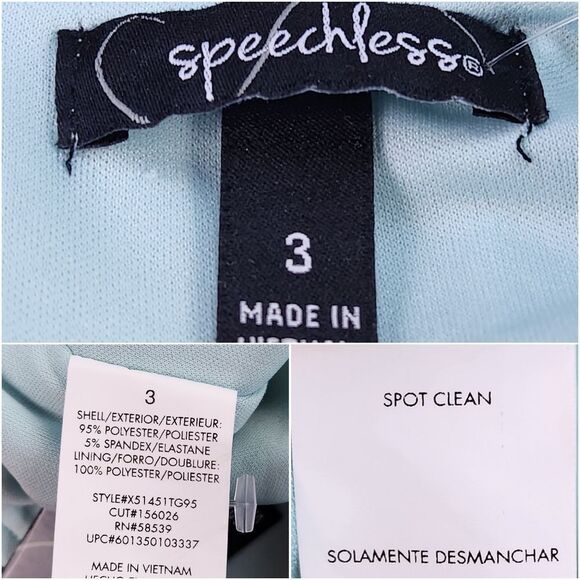 speechless®
3
MADE IN
3
SHELL/EXTERIOR/EXTERIEUR:
95% POLYESTER/POLIESTER
5% SPANDEX/ELASTANE
LINING/FORRO/DOUBLURE:
100% POLYESTER/POLIESTER
STYLE#X51451TG95
CUT#156026
RN#58539
UPC#601350103337
MADE IN VIETNAM
HECHO
SPOT CLEAN
SOLAMENTE DESMANCHAR